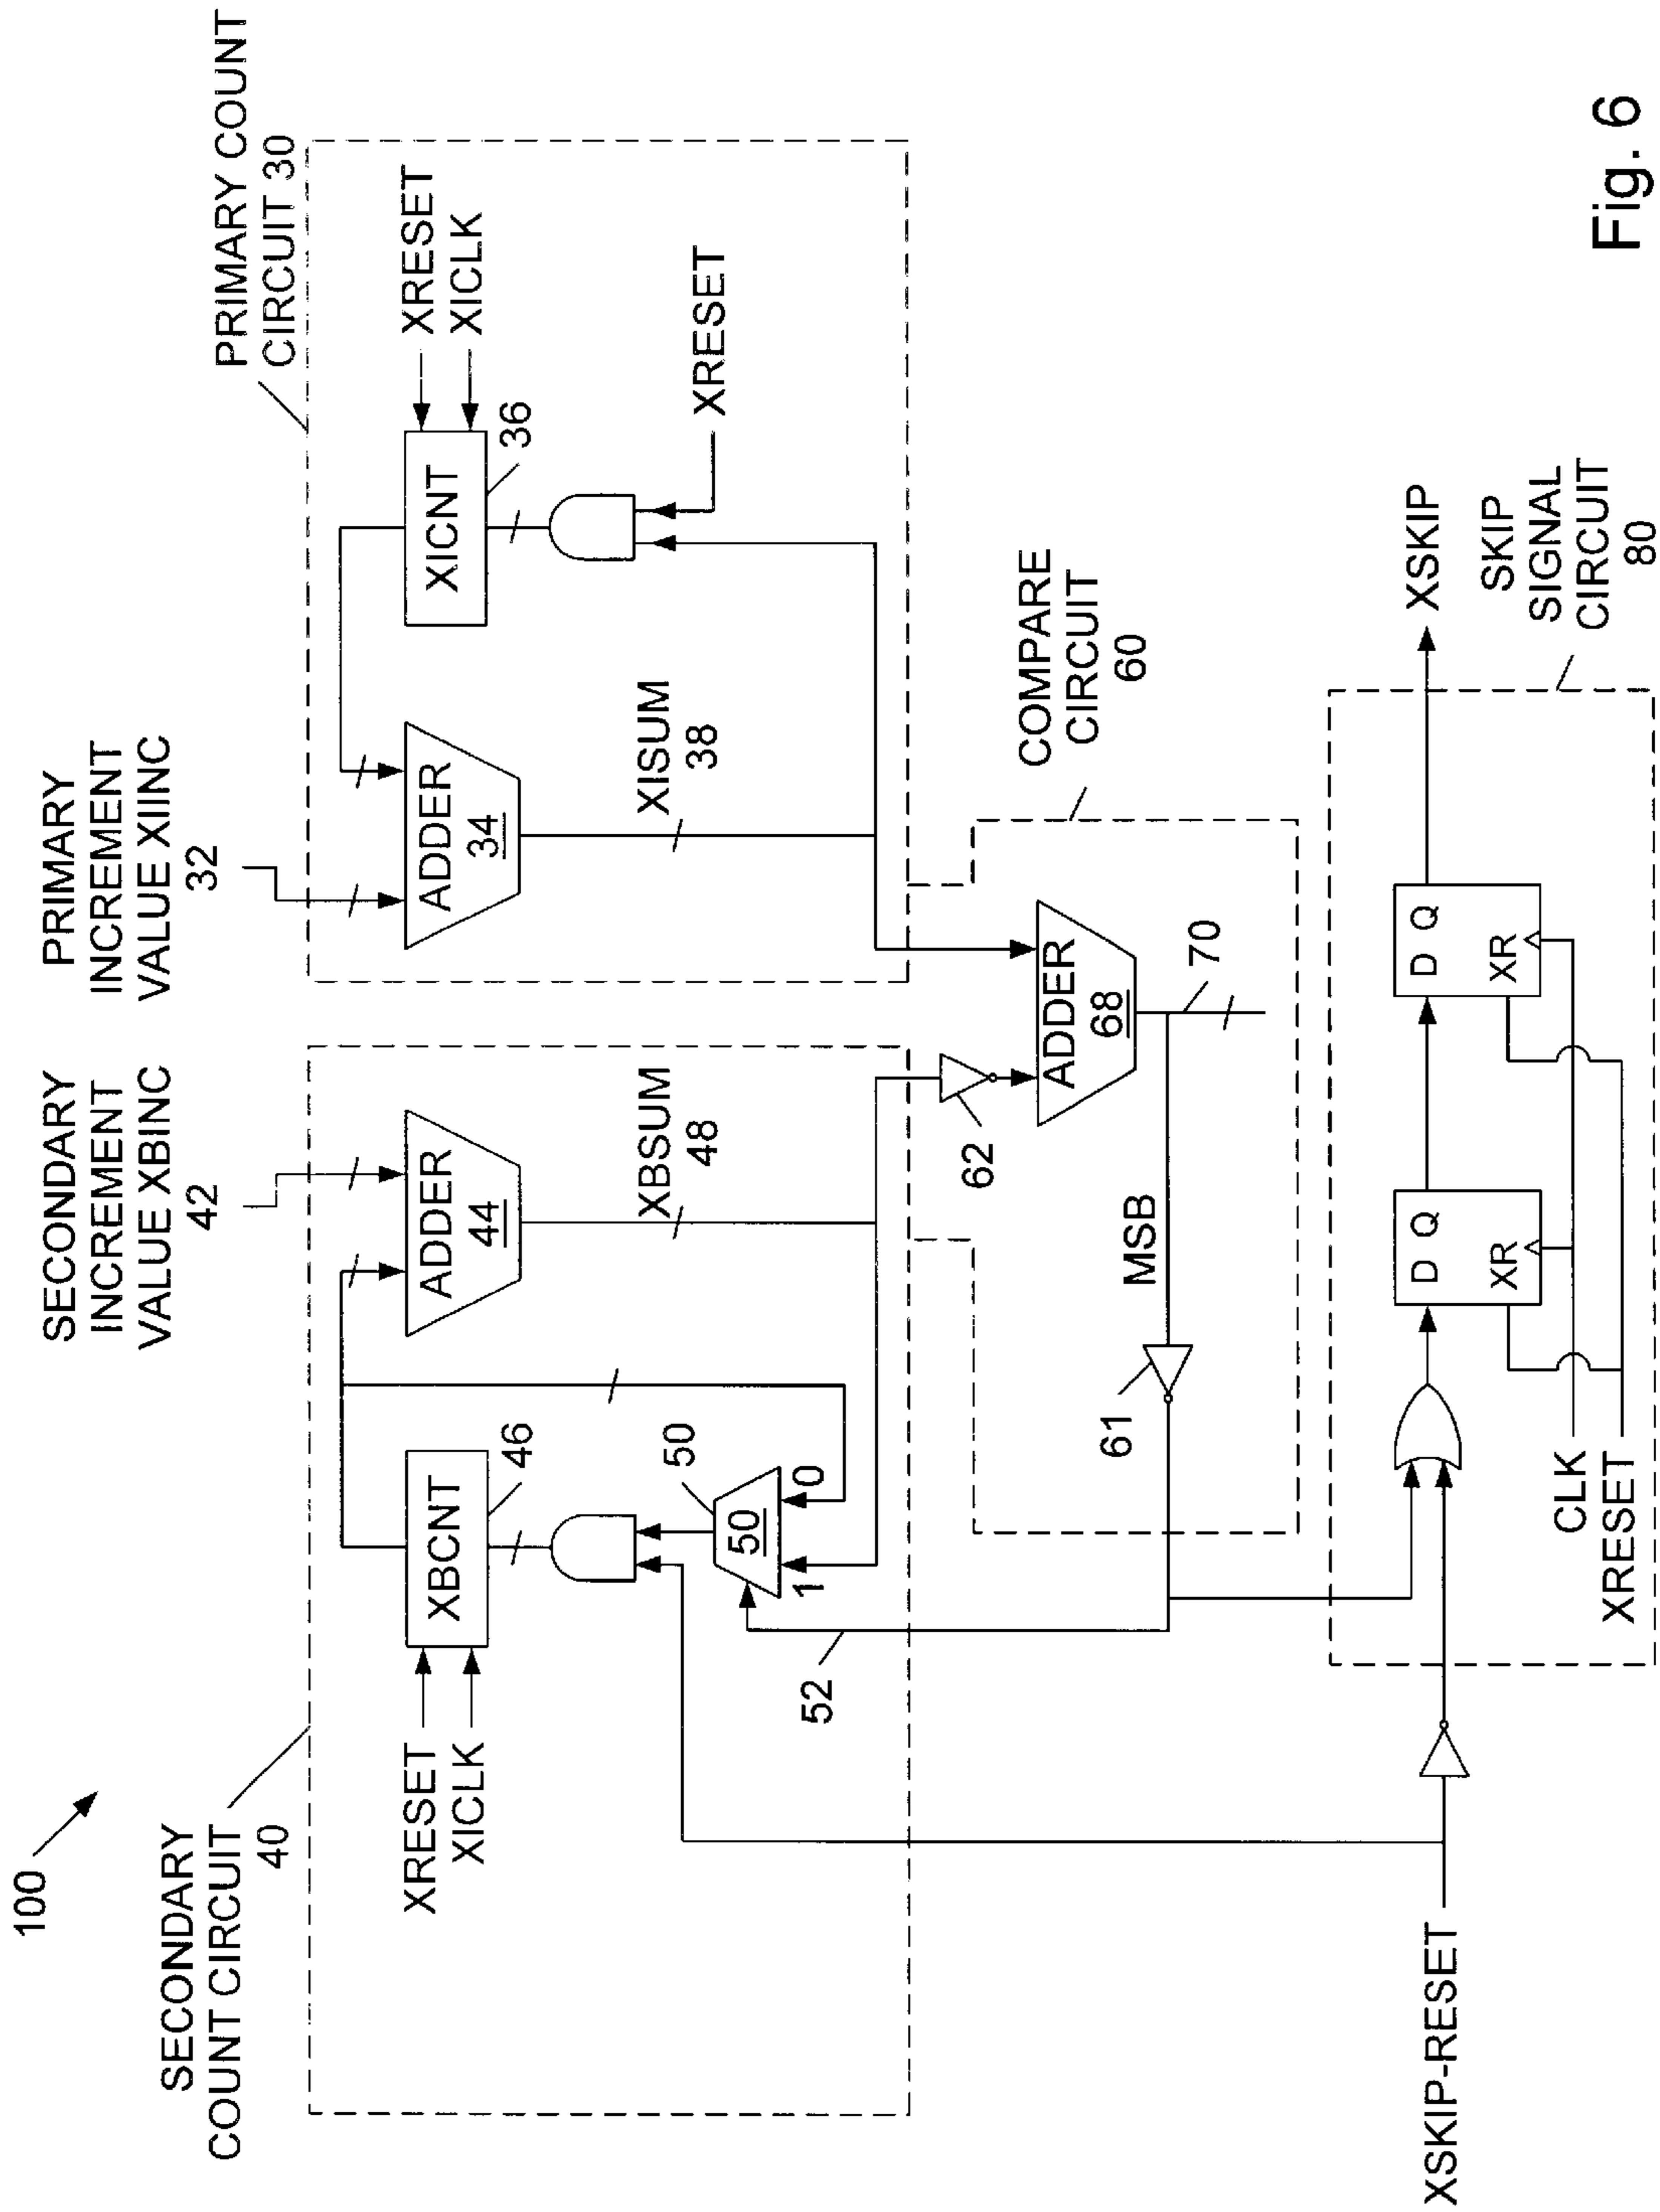 100
SECONDARY
COUNT CIRCUIT
40
SECONDARY
INCREMENT
VALUE XBINC
42
PRIMARY
INCREMENT
VALUE XIINC
32
PRIMARY COUNT
CIRCUIT 30
XRESET
XICLK
XBCNT
46
ADDER
44
ADDER
34
XICNT
36
XRESET
XICLK
50
50
1
0
XBSUM
48
XISUM
38
XRESET
52
62
ADDER
68
COMPARE
CIRCUIT
60
61
MSB
70
XSKIP-RESET
D Q
XR
D Q
XR
XSKIP
SKIP
SIGNAL
CIRCUIT
80
CLK
XRESET
Fig. 6